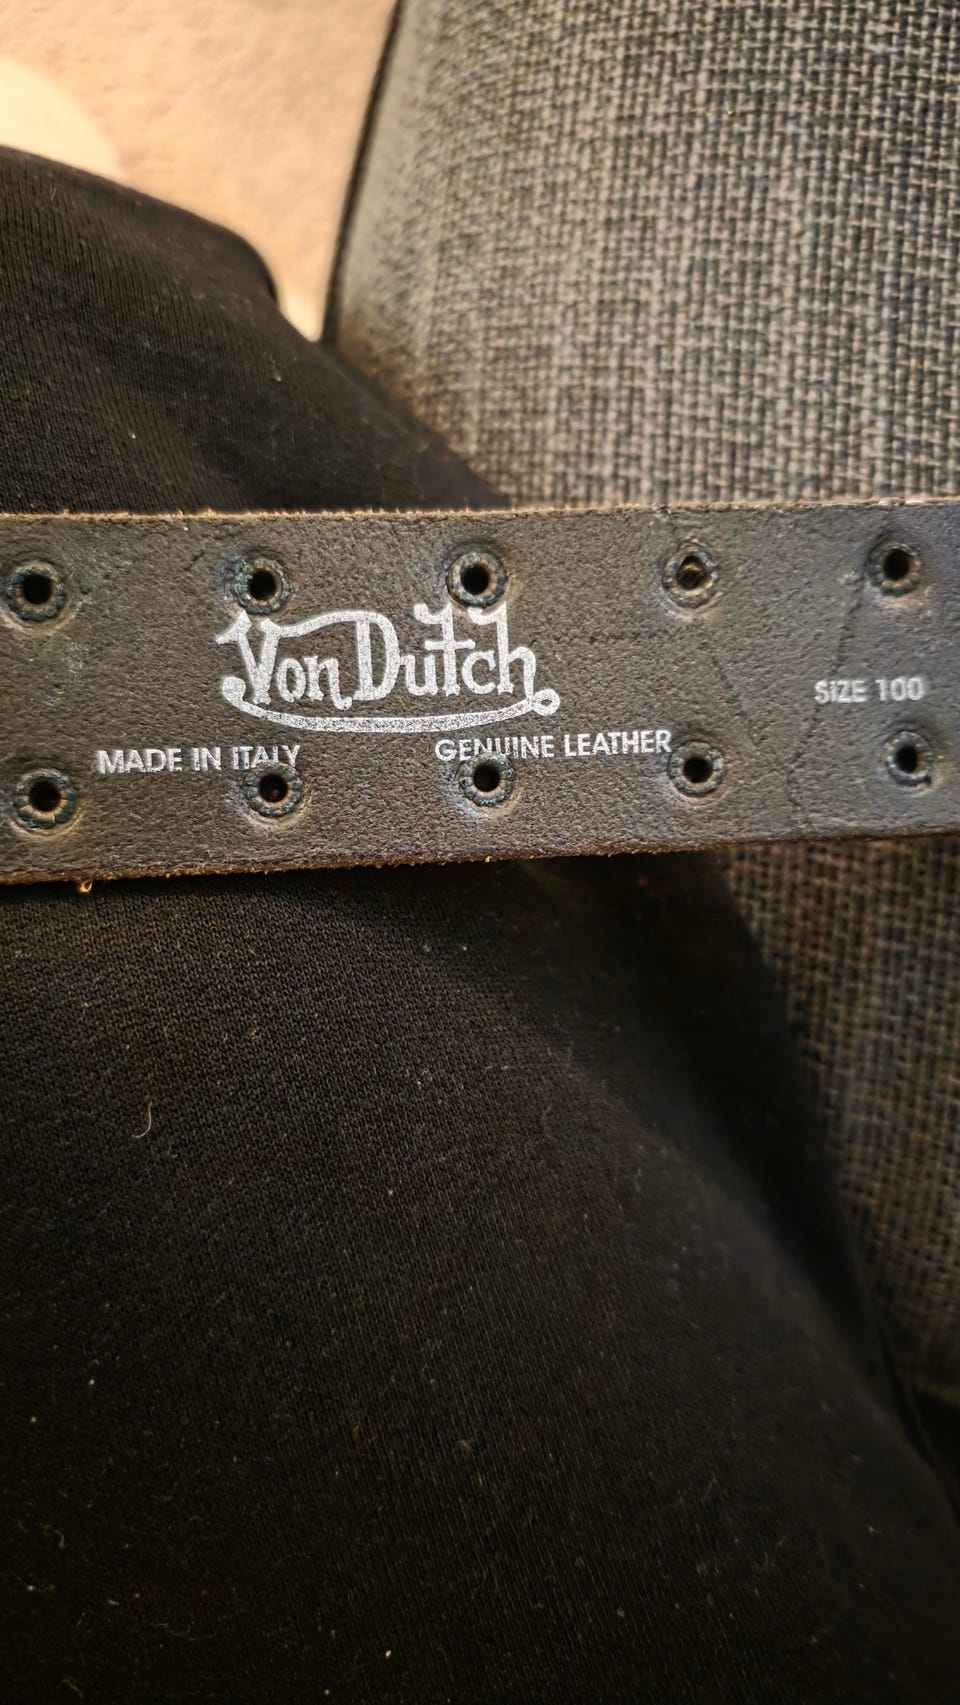 Von Dutch
MADE IN ITALY
GENUINE LEATHER
SIZE 100